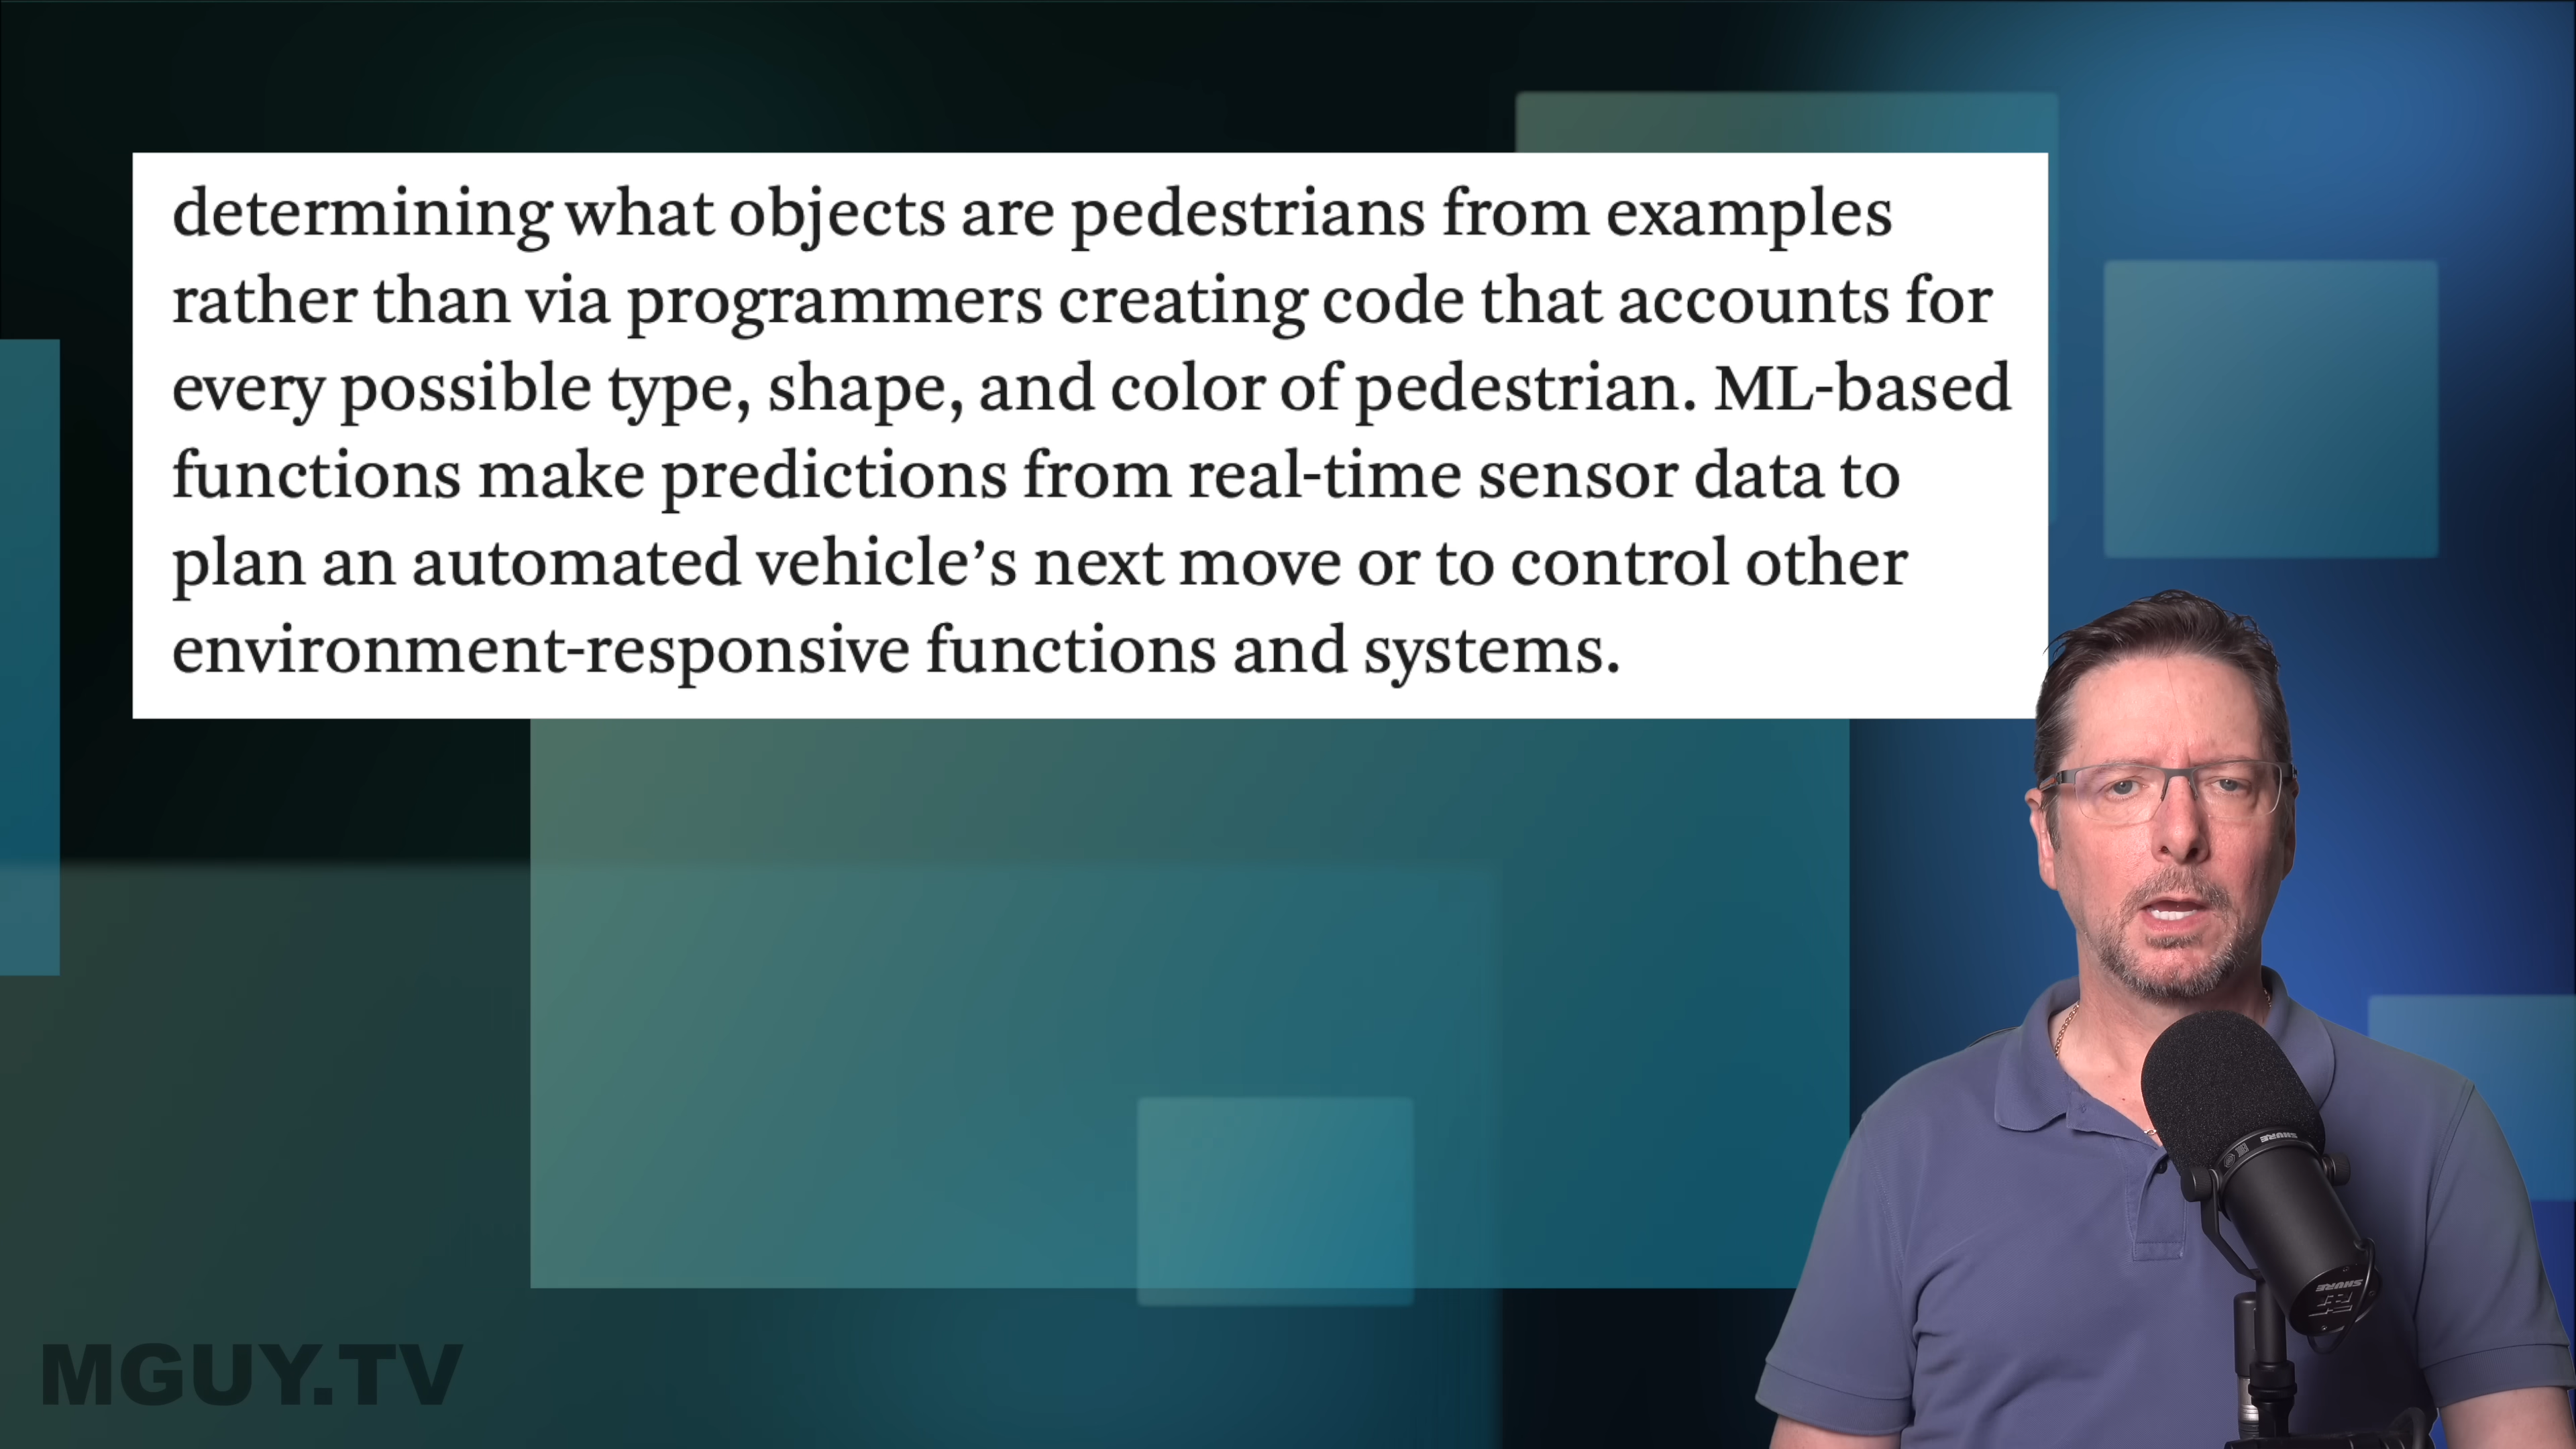 determining what objects are pedestrians from examples
rather than via programmers creating code that accounts for
every possible type, shape, and color of pedestrian. ML-based
functions make predictions from real-time sensor data to
plan an automated vehicle’s next move or to control other
environment-responsive functions and systems.
SHURE
SHURE
MGUY.TV